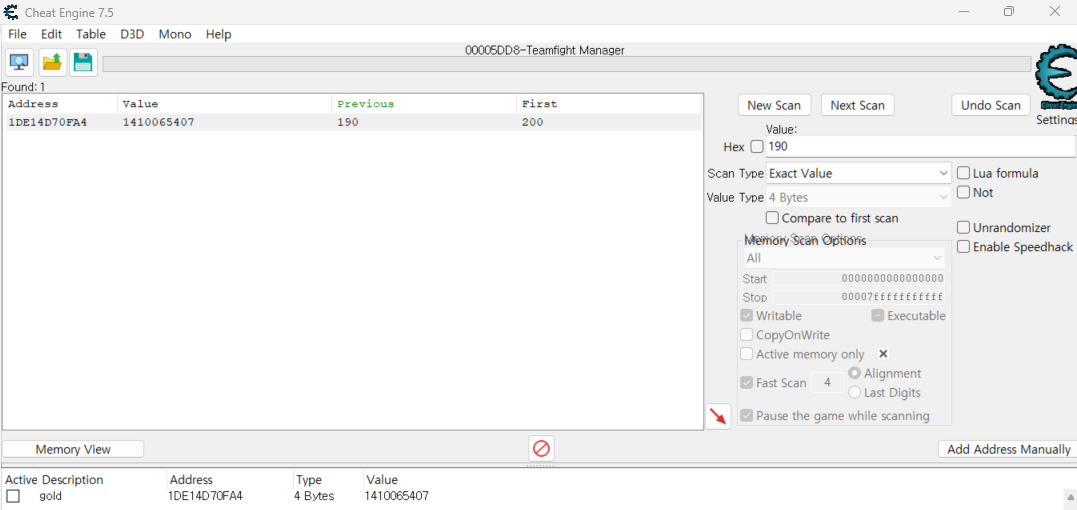 Cheat Engine 7.5
File Edit Table D3D Mono Help
00005DD8-Teamfight Manager
Found: 1
Address Value Previous First
1DE14D70FA4 1410065407 190 200
New Scan Next Scan Undo Scan
Cheat Engine
Settings
Value:
Hex 190
Scan Type Exact Value Lua formula
Value Type 4 Bytes Not
Compare to first scan
Unrandomizer
Memory Scan Options
Enable Speedhack
All
Start 0000000000000000
Stop 00007fffffffffff
Writable Executable
CopyOnWrite
Active memory only
Fast Scan 4 Alignment
Last Digits
Pause the game while scanning
Memory View Add Address Manually
Active Description Address Type Value
gold 1DE14D70FA4 4 Bytes 1410065407